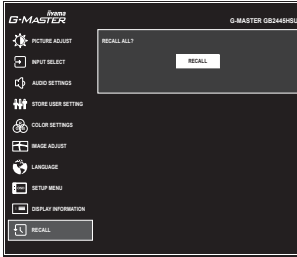 iiyama
G-MASTER
G-MASTER GB2445HSU
PICTURE ADJUST
RECALL ALL?
INPUT SELECT
RECALL
AUDIO SETTINGS
STORE USER SETTING
COLOR SETTINGS
IMAGE ADJUST
LANGUAGE
SETUP MENU
DISPLAY INFORMATION
RECALL